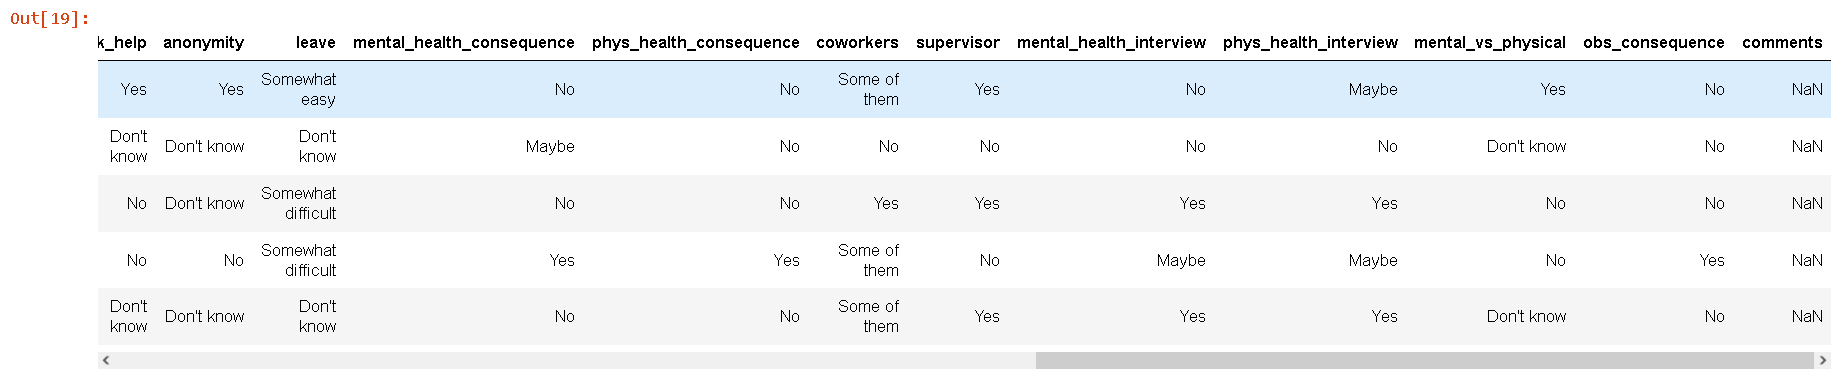 Out[19]:
k_help anonymity leave mental_health_consequence phys_health_consequence coworkers supervisor mental_health_interview phys_health_interview mental_vs_physical obs_consequence comments
Yes Yes Somewhat easy No No Some of them Yes No Maybe Yes No NaN
Don't know Don't know Don't know Maybe No No No No No Don't know No NaN
No Don't know Somewhat difficult No No Yes Yes Yes Yes No No NaN
No No Somewhat difficult Yes Yes Some of them No Maybe Maybe No Yes NaN
Don't know Don't know Don't know No No Some of them Yes Yes Yes Don't know No NaN